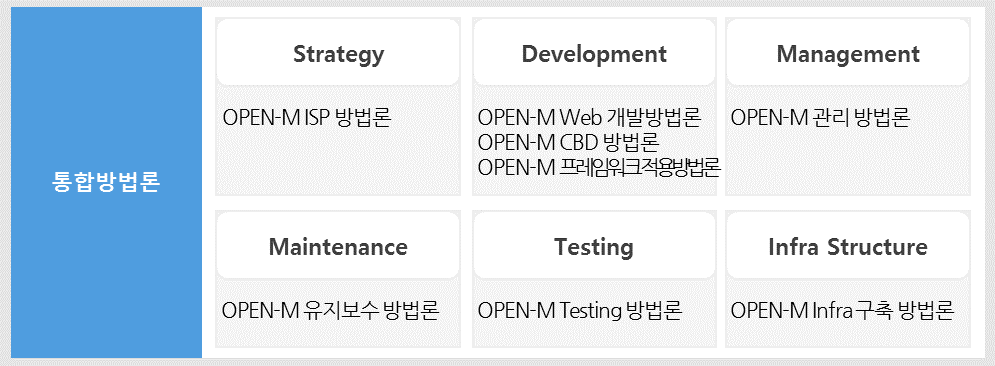 통합방법론
Strategy
OPEN-M ISP 방법론
Development
OPEN-M Web 개발방법론
OPEN-M CBD 방법론
OPEN-M 프레임워크적용방법론
Management
OPEN-M 관리 방법론
Maintenance
OPEN-M 유지보수 방법론
Testing
OPEN-M Testing 방법론
Infra Structure
OPEN-M Infra 구축 방법론